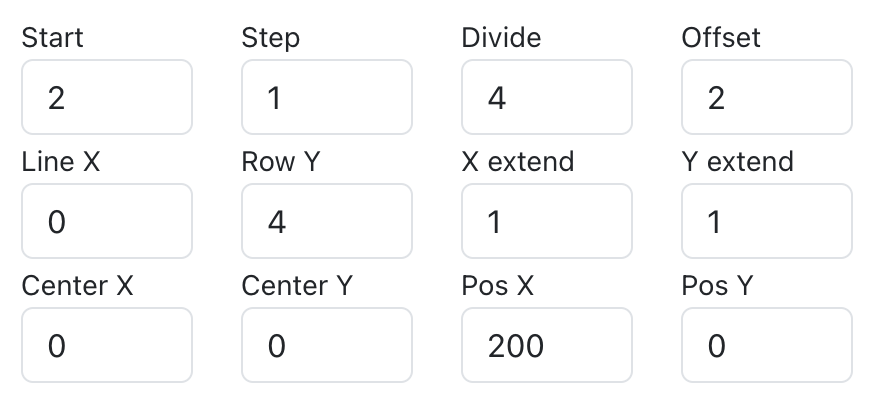 Start Step Divide Offset
2 1 4 2
Line X Row Y X extend Y extend
0 4 1 1
Center X Center Y Pos X Pos Y
0 0 200 0